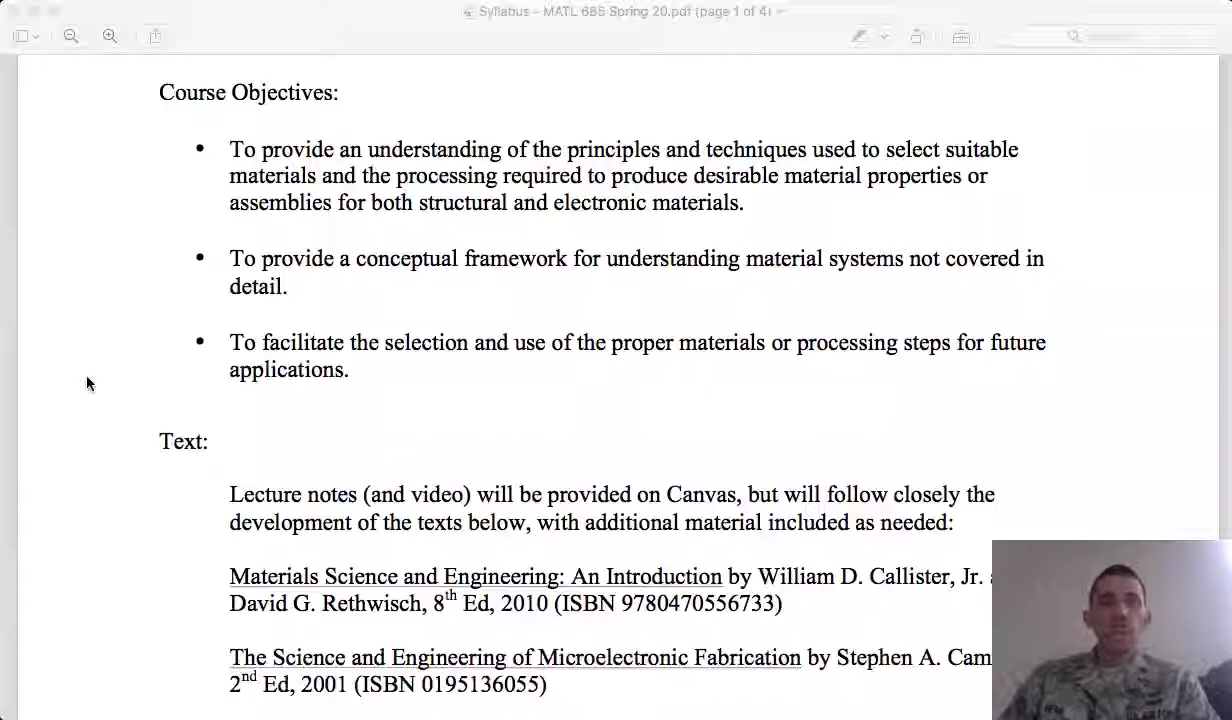 Syllabus - MATL 685 Spring 20.pdf (page 1 of 4)
Course Objectives:
• To provide an understanding of the principles and techniques used to select suitable
materials and the processing required to produce desirable material properties or
assemblies for both structural and electronic materials.
• To provide a conceptual framework for understanding material systems not covered in
detail.
• To facilitate the selection and use of the proper materials or processing steps for future
applications.
Text:
Lecture notes (and video) will be provided on Canvas, but will follow closely the
development of the texts below, with additional material included as needed:
Materials Science and Engineering: An Introduction by William D. Callister, Jr.
David G. Rethwisch, 8th Ed, 2010 (ISBN 9780470556733)
The Science and Engineering of Microelectronic Fabrication by Stephen A. Cam
2nd Ed, 2001 (ISBN 0195136055)